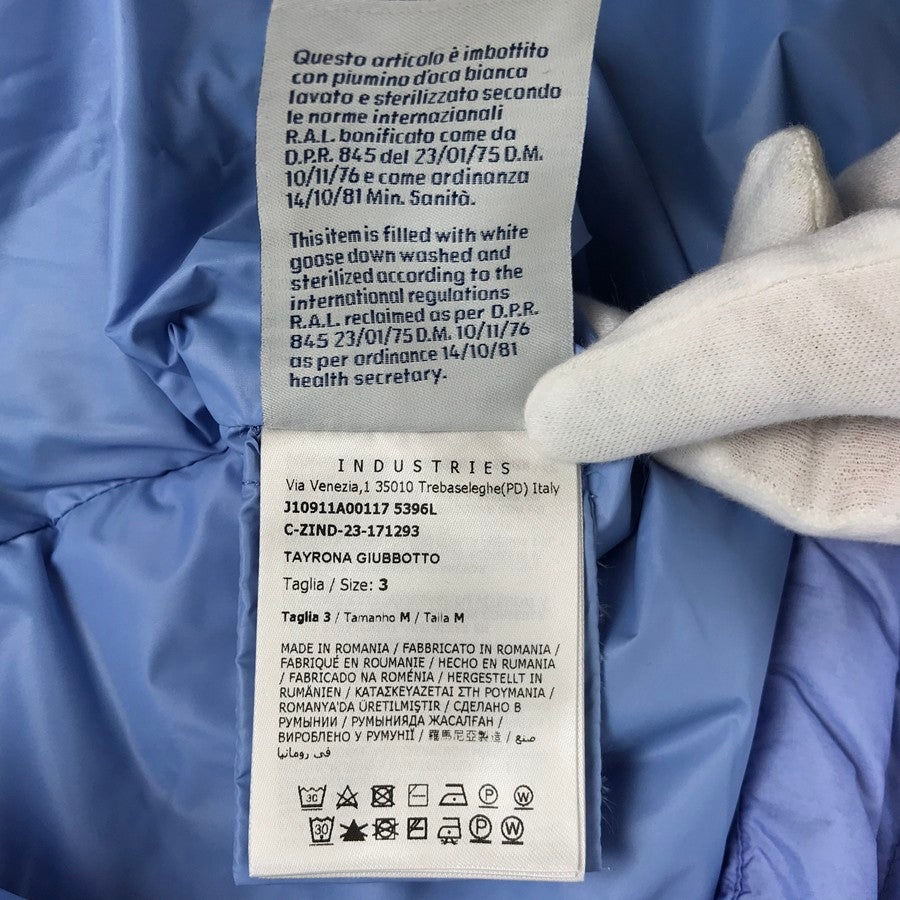 Questo articolo è imbottito
con piumino d'oca bianca
lavato e sterilizzato secondo
le norme internazionali
R.A.L. bonificato come da
D.P.R. 845 del 23/01/75 D.M.
10/11/76 e come ordinanza
14/10/81 Min. Sanità.
This item is filled with white
goose down washed and
sterilized according to the
international regulations
R.A.L. reclaimed as per D.P.R.
845 23/01/75 D.M. 10/11/76
as per ordinance 14/10/81
health secretary.
INDUSTRIES
Via Venezia,1 35010 Trebaseleghe(PD) Italy
J10911A00117 5396L
C-ZIND-23-171293
TAYRONA GIUBBOTTO
Taglia / Size: 3
Taglia 3 / Tamanho M / Talla M
MADE IN ROMANIA / FABBRICATO IN ROMANIA /
FABRIQUÉ EN ROUMANIE / HECHO EN RUMANIA
/ FABRICADO NA ROMÉNIA / HERGESTELLT IN
RUMÄNIEN / ΚΑΤΑΣΚΕΥΑΖΕΤΑΙ ΣΤΗ ΡΟΥΜΑΝΙΑ /
ROMANYA'DA ÜRETILMIŞTIR / СДЕЛАНО В
РУМЫНИИ / РУМЫНИЯДА ЖАСАЛҒАН /
ВИРОБЛЕНО У РУМУНІЇ / 羅馬尼亞製造 / صنع
في رومانيا
30 P W
30 P W